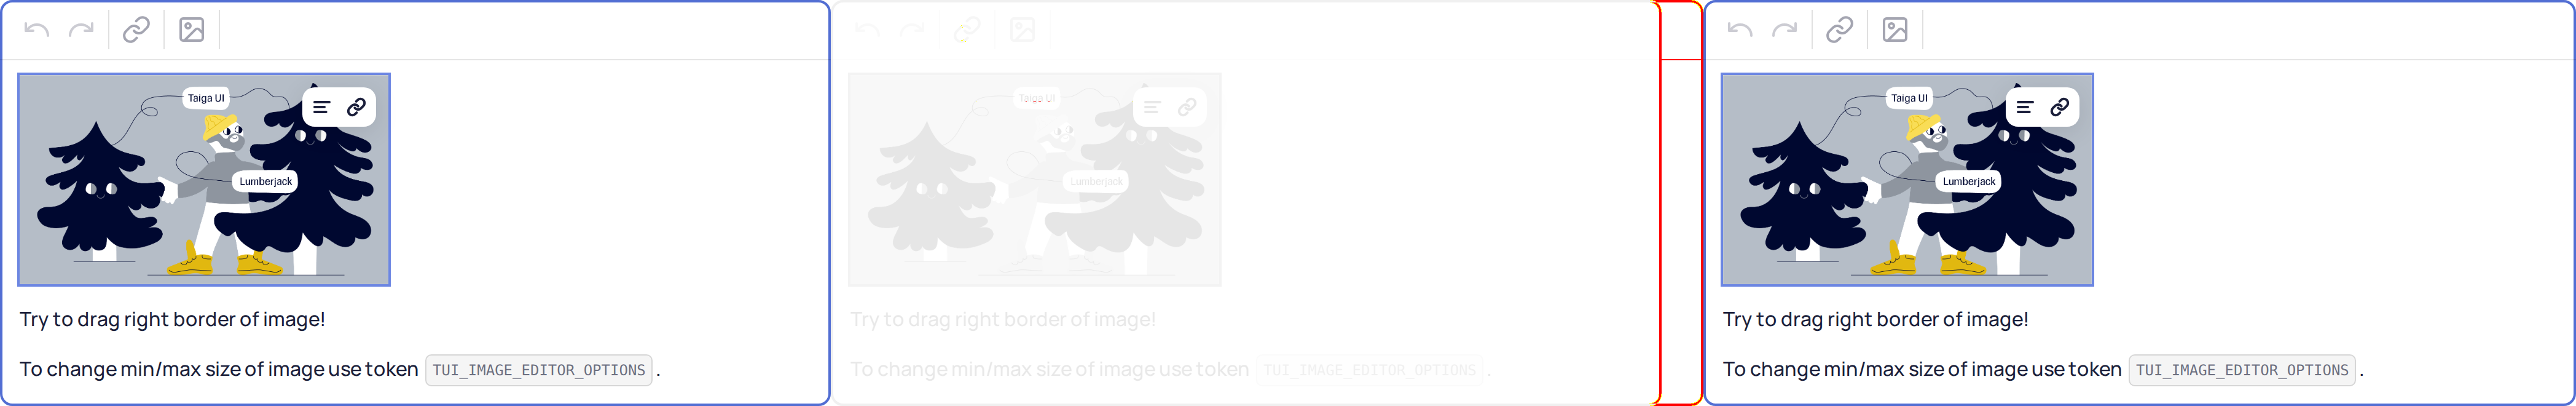 Taiga UI
Lumberjack
Try to drag right border of image!
To change min/max size of image use token TUI_IMAGE_EDITOR_OPTIONS .
Taiga UI
Lumberjack
Try to drag right border of image!
To change min/max size of image use token TUI_IMAGE_EDITOR_OPTIONS .
Taiga UI
Lumberjack
Try to drag right border of image!
To change min/max size of image use token TUI_IMAGE_EDITOR_OPTIONS .